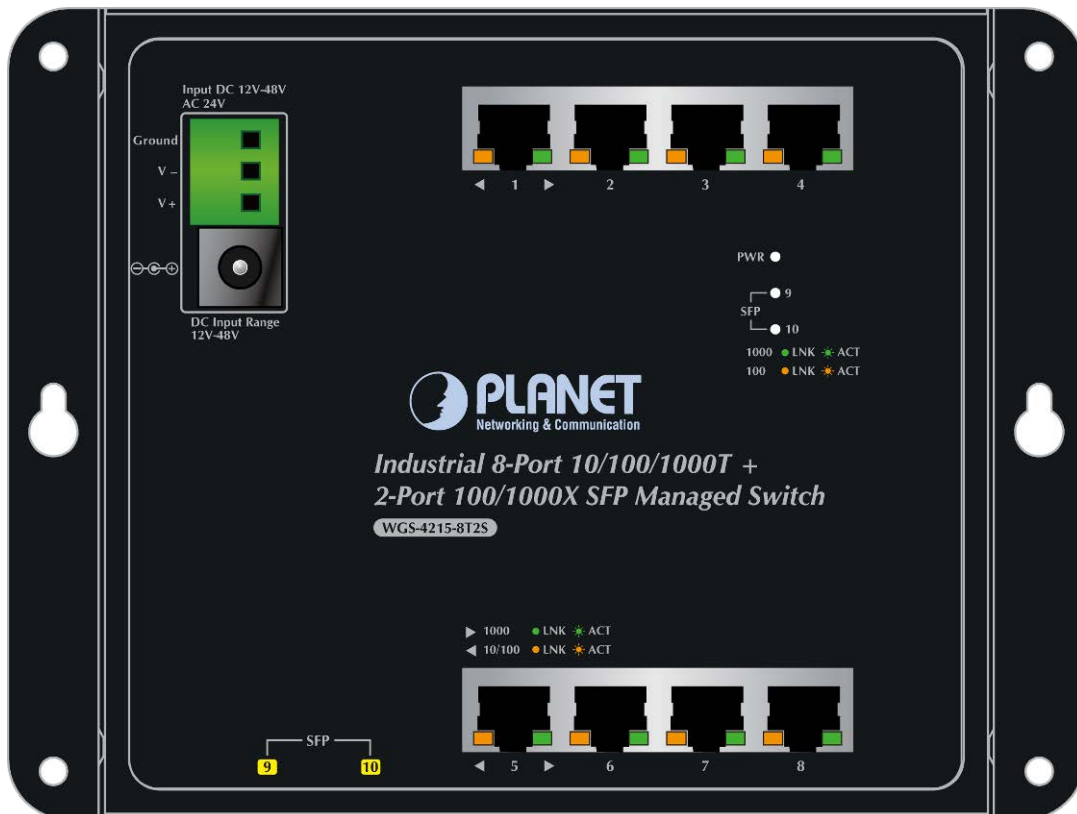 Input DC 12V-48V
AC 24V
Ground
V −
V +
DC Input Range
12V-48V
◀ 1 ▶ 2 3 4
PWR
9
SFP
10
1000 LNK ACT
100 LNK ACT
PLANET
Networking & Communication
Industrial 8-Port 10/100/1000T +
2-Port 100/1000X SFP Managed Switch
WGS-4215-8T2S
▶ 1000 LNK ACT
◀ 10/100 LNK ACT
SFP
9 10
◀ 5 ▶ 6 7 8